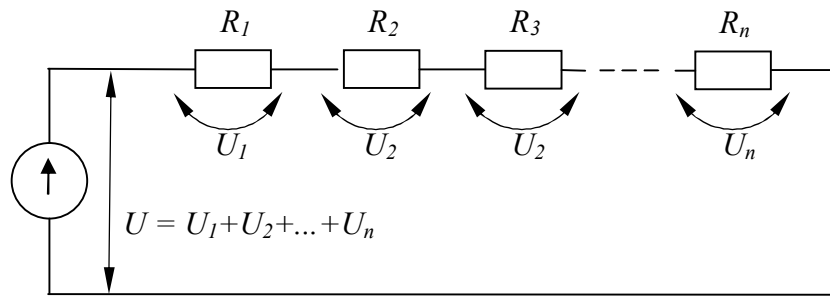 R1 R2 R3 Rn
U1 U2 U2 Un
U = U1+U2+...+Un